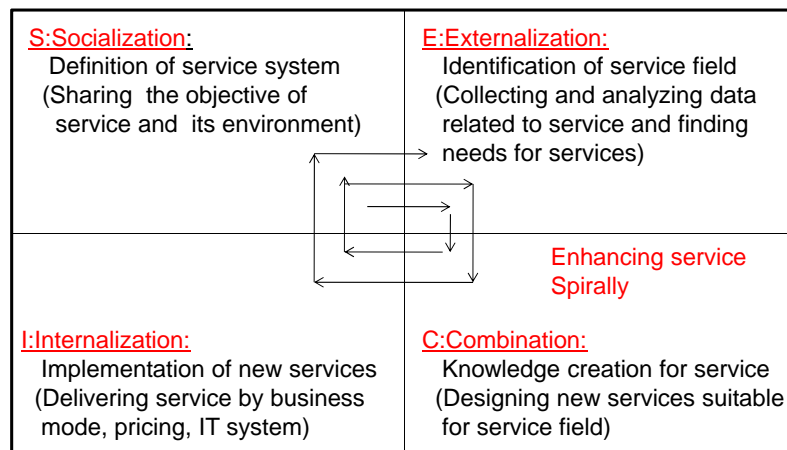 S:Socialization:
Definition of service system
(Sharing the objective of
service and its environment)
E:Externalization:
Identification of service field
(Collecting and analyzing data
related to service and finding
needs for services)
Enhancing service
Spirally
I:Internalization:
Implementation of new services
(Delivering service by business
mode, pricing, IT system)
C:Combination:
Knowledge creation for service
(Designing new services suitable
for service field)